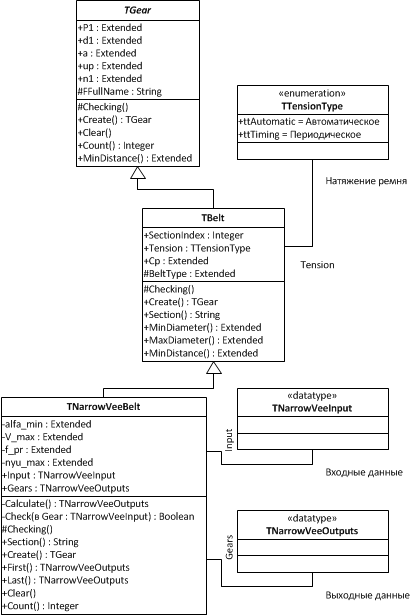 TGear
+P1 : Extended
+d1 : Extended
+a : Extended
+up : Extended
+n1 : Extended
#FFullName : String
#Checking()
+Create() : TGear
+Clear()
+Count() : Integer
+MinDistance() : Extended
«enumeration»
TTensionType
+ttAutomatic = Автоматическое
+ttTiming = Периодическое
Натяжение ремня
Tension
TBelt
+SectionIndex : Integer
+Tension : TTensionType
+Cp : Extended
#BeltType : Extended
#Checking()
+Create() : TGear
+Section() : String
+MinDiameter() : Extended
+MaxDiameter() : Extended
+MinDistance() : Extended
TNarrowVeeBelt
-alfa_min : Extended
-V_max : Extended
-f_pr : Extended
-nyu_max : Extended
+Input : TNarrowVeeInput
+Gears : TNarrowVeeOutputs
-Calculate() : TNarrowVeeOutputs
-Check(в Gear : TNarrowVeeInput) : Boolean
#Checking()
+Section() : String
+Create() : TGear
+First() : TNarrowVeeOutputs
+Last() : TNarrowVeeOutputs
+Clear()
+Count() : Integer
«datatype»
TNarrowVeeInput
Input
Входные данные
«datatype»
TNarrowVeeOutputs
Gears
Выходные данные